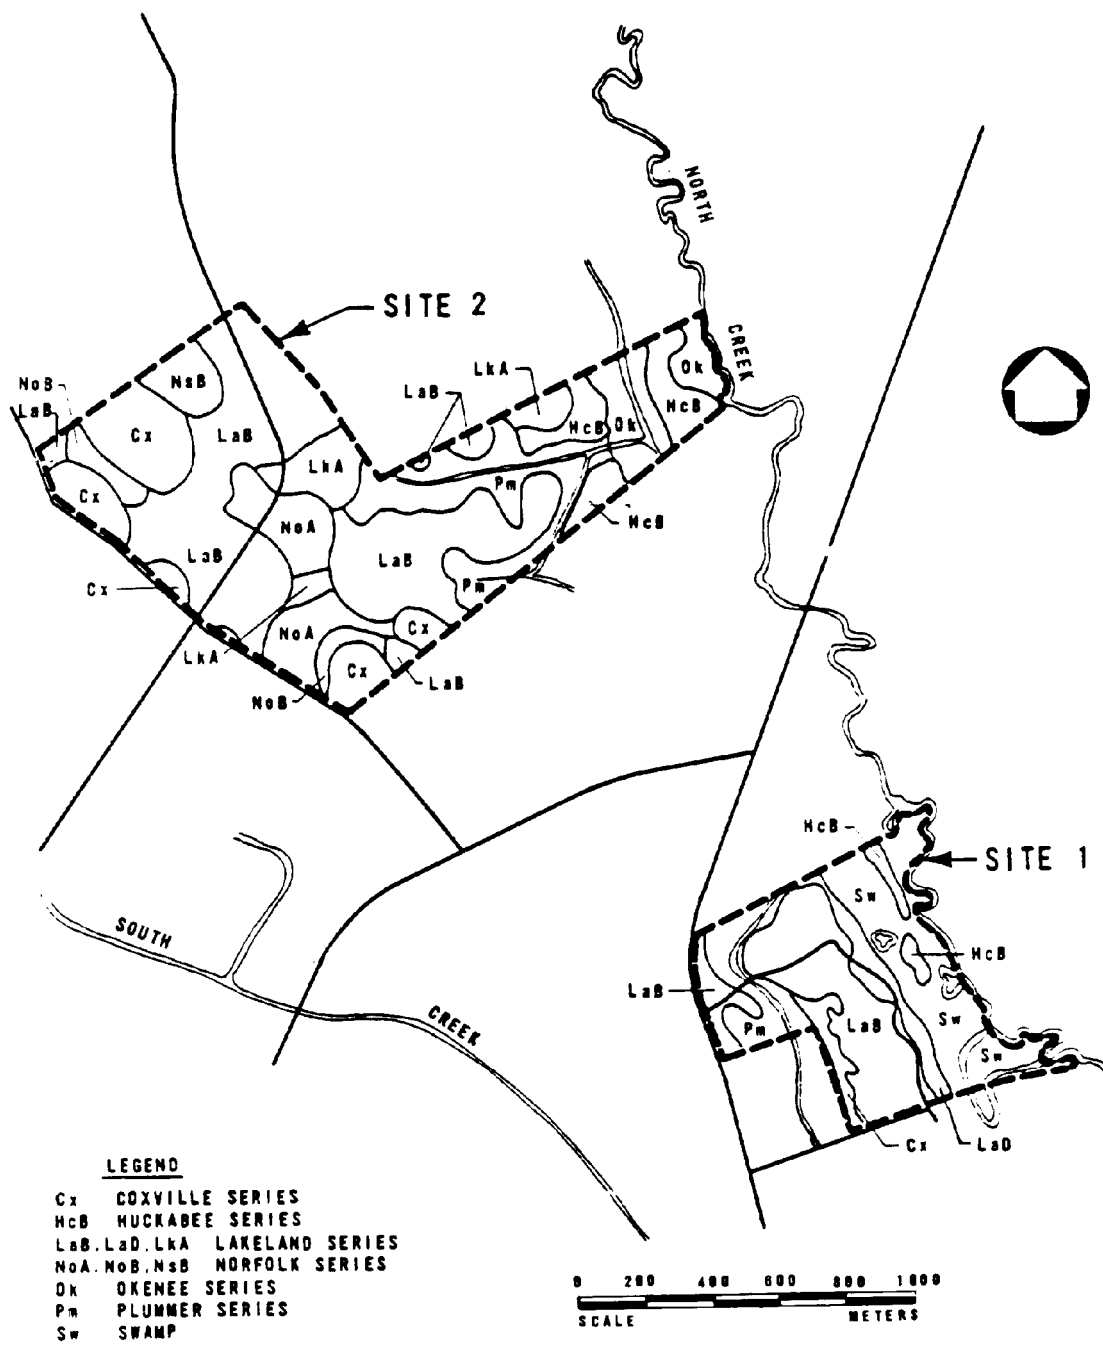 NORTH
SITE 2
CREEK
NoB
LaB
NsB
Cx
LaB
LaB
LkA
HcB
Ok
HcB
Ok
LkA
Cx
Pm
NoA
HcB
LaB
LaB
Cx
Pm
NoA
Cx
LkA
Cx
LaB
NoB
HcB
SITE 1
Sw
SOUTH
HcB
LaB
LaB
Sw
Pm
CREEK
Sw
Cx
LaD
LEGEND
Cx COXVILLE SERIES
HcB HUCKABEE SERIES
LaB.LaD.LkA LAKELAND SERIES
NoA.NoB.NsB NORFOLK SERIES
Ok OKENEE SERIES
Pm PLUMMER SERIES
Sw SWAMP
0 200 400 600 800 1000
SCALE METERS